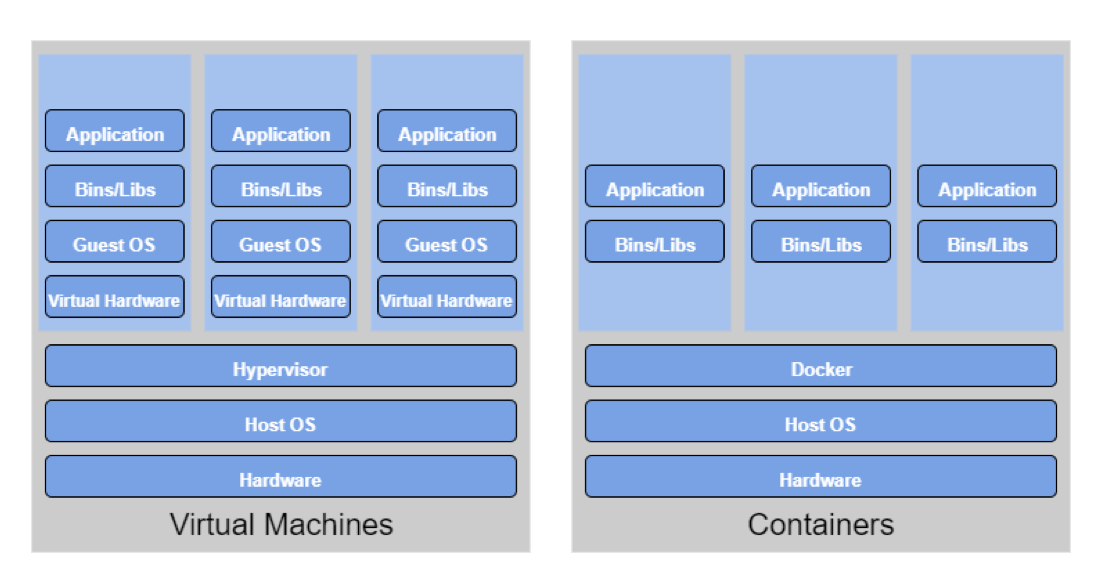 Application Application Application
Bins/Libs Bins/Libs Bins/Libs
Guest OS Guest OS Guest OS
Virtual Hardware Virtual Hardware Virtual Hardware
Hypervisor
Host OS
Hardware
Virtual Machines
Application Application Application
Bins/Libs Bins/Libs Bins/Libs
Docker
Host OS
Hardware
Containers